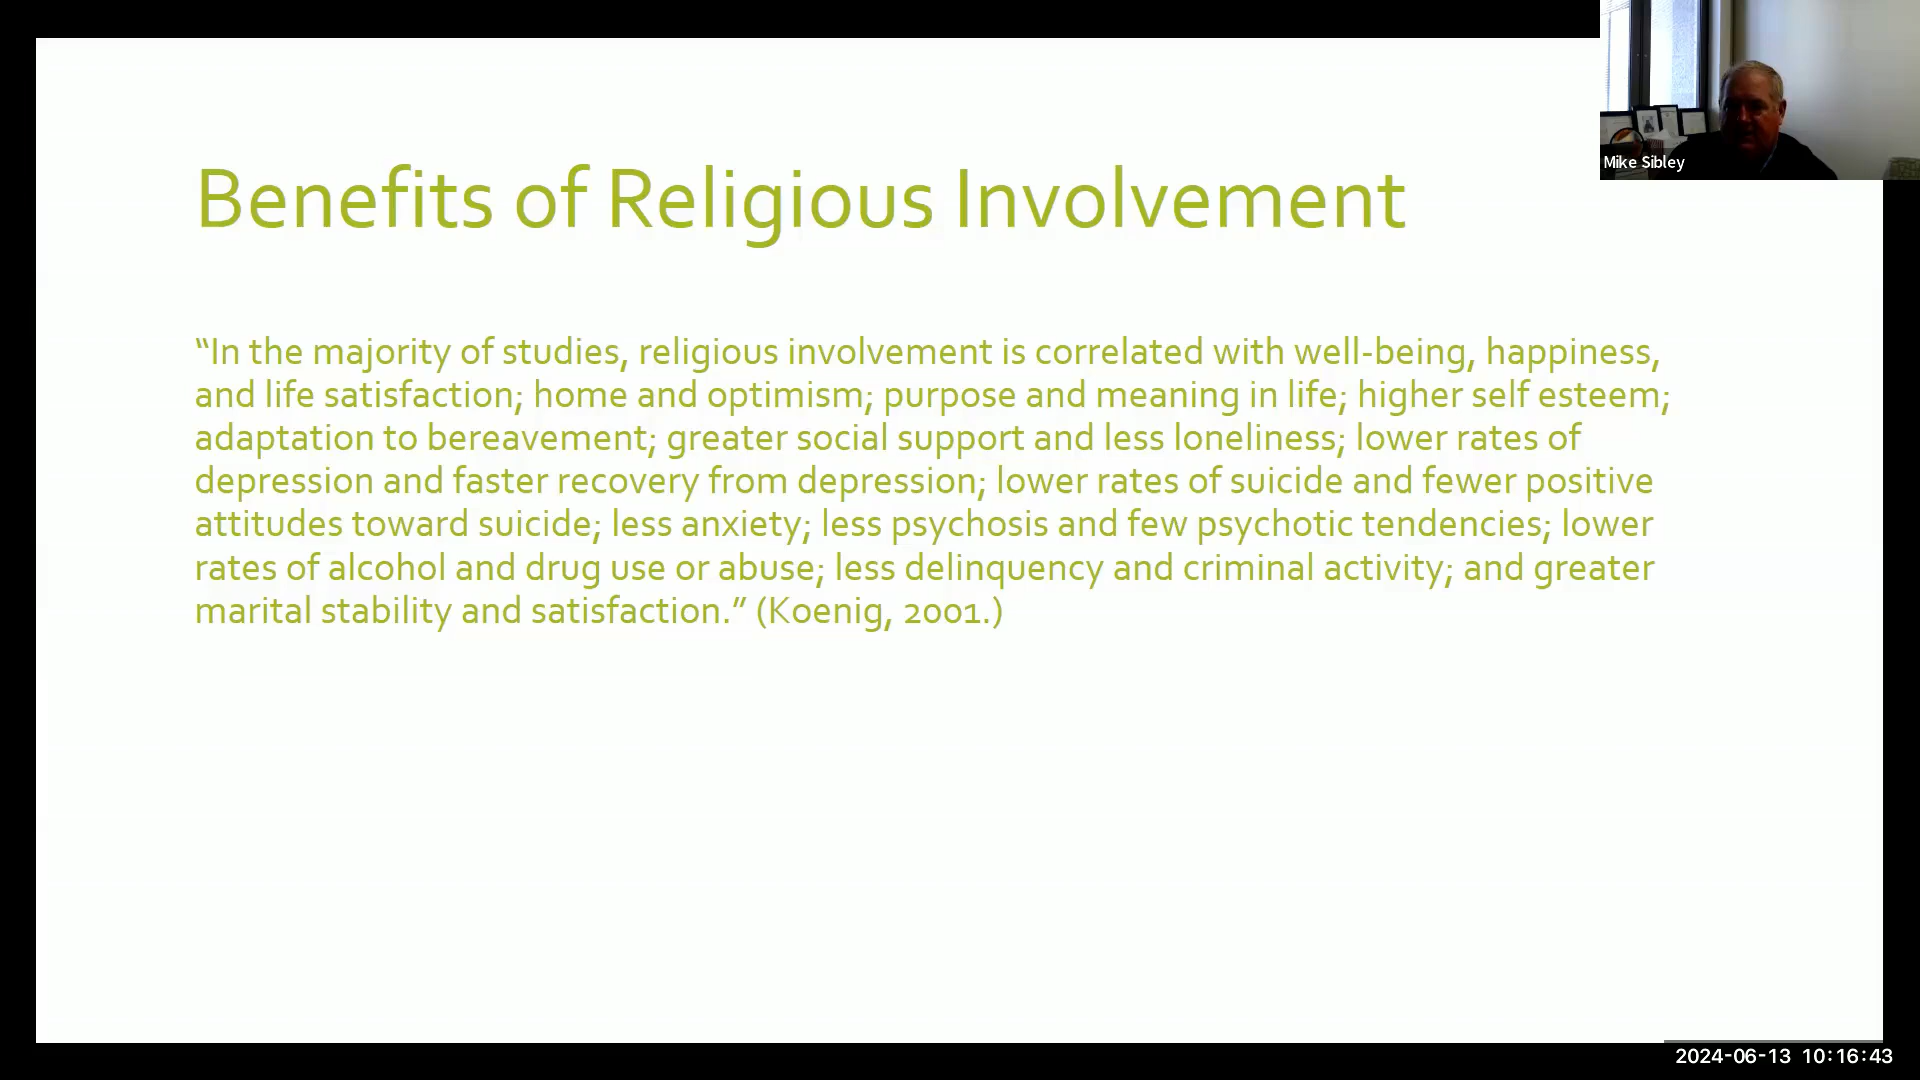 Benefits of Religious Involvement
Mike Sibley
“In the majority of studies, religious involvement is correlated with well-being, happiness,
and life satisfaction; home and optimism; purpose and meaning in life; higher self esteem;
adaptation to bereavement; greater social support and less loneliness; lower rates of
depression and faster recovery from depression; lower rates of suicide and fewer positive
attitudes toward suicide; less anxiety; less psychosis and few psychotic tendencies; lower
rates of alcohol and drug use or abuse; less delinquency and criminal activity; and greater
marital stability and satisfaction.” (Koenig, 2001.)
2024-06-13 10:16:43